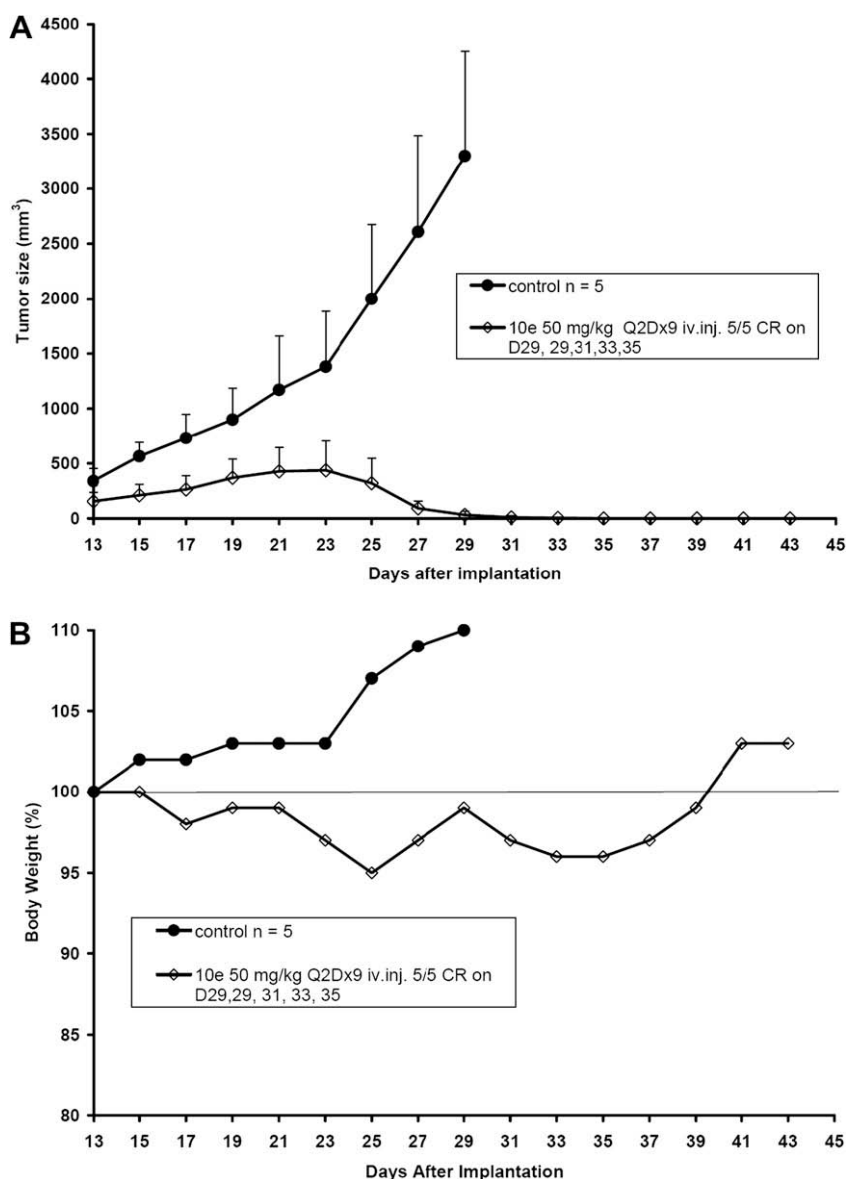 A
4500
4000
3500
3000
2500
2000
1500
1000
500
0
Tumor size (mm³)
control n = 5
10e 50 mg/kg Q2Dx9 iv.inj. 5/5 CR on
D29, 29,31,33,35
13 15 17 19 21 23 25 27 29 31 33 35 37 39 41 43 45
Days after implantation
B
110
105
100
95
90
85
80
Body Weight (%)
control n = 5
10e 50 mg/kg Q2Dx9 iv.inj. 5/5 CR on
D29,29, 31, 33, 35
13 15 17 19 21 23 25 27 29 31 33 35 37 39 41 43 45
Days After Implantation